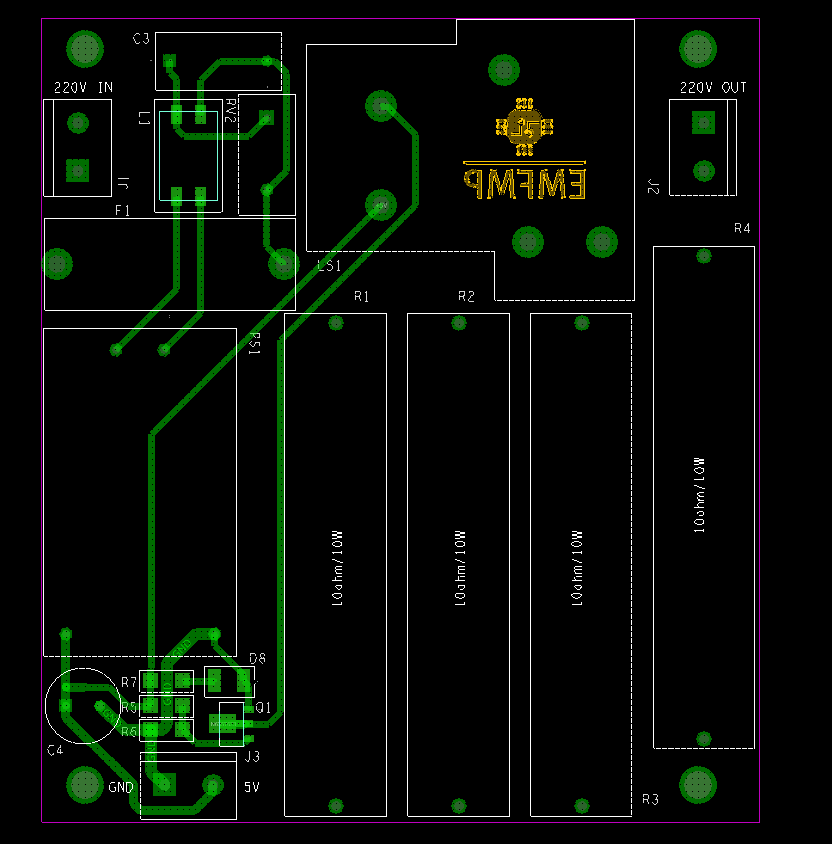 C3
220V IN
220V OUT
L1
RV2
J1
J2
EMFMP
F1
R4
LS1
R1
R2
PS1
10ohm/10W
10ohm/10W
10ohm/10W
10ohm/10W
GND
D8
R7
R5
Q1
R6
C4
J3
GND
5V
R3